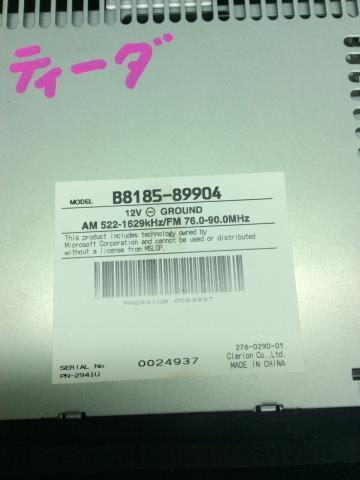 ティーダ
MODEL B8185-89904
12V ⊖ GROUND
AM 522-1629kHz/FM 76.0-90.0MHz
This product includes technology owned by
Microsoft Corporation and cannot be used or distributed
without a license from MSLGP.
PN2941UB 0024937
276-0290-01
SERIAL No 0024937 Clarion Co.,Ltd.
PN-2941U MADE IN CHINA